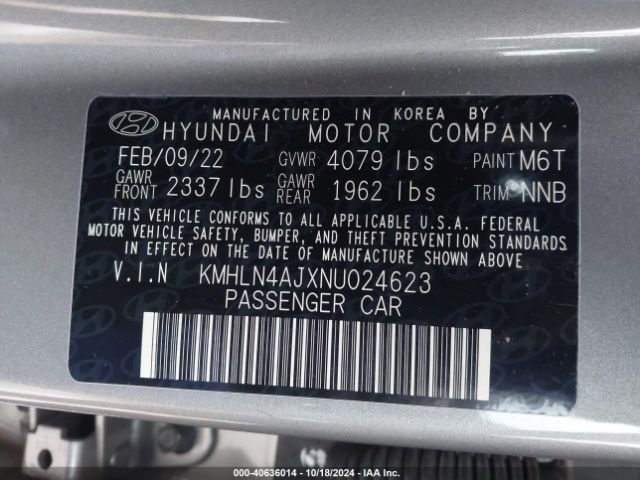 MANUFACTURED IN KOREA BY
HYUNDAI MOTOR COMPANY
FEB/09/22 GVWR 4079 lbs PAINT M6T
GAWR FRONT 2337 lbs GAWR REAR 1962 lbs TRIM NNB
THIS VEHICLE CONFORMS TO ALL APPLICABLE U.S.A. FEDERAL
MOTOR VEHICLE SAFETY, BUMPER, AND THEFT PREVENTION STANDARDS
IN EFFECT ON THE DATE OF MANUFACTURE SHOWN ABOVE
V.I.N KMHLN4AJXNU024623
PASSENGER CAR
000-40636014 - 10/18/2024 - IAA Inc.